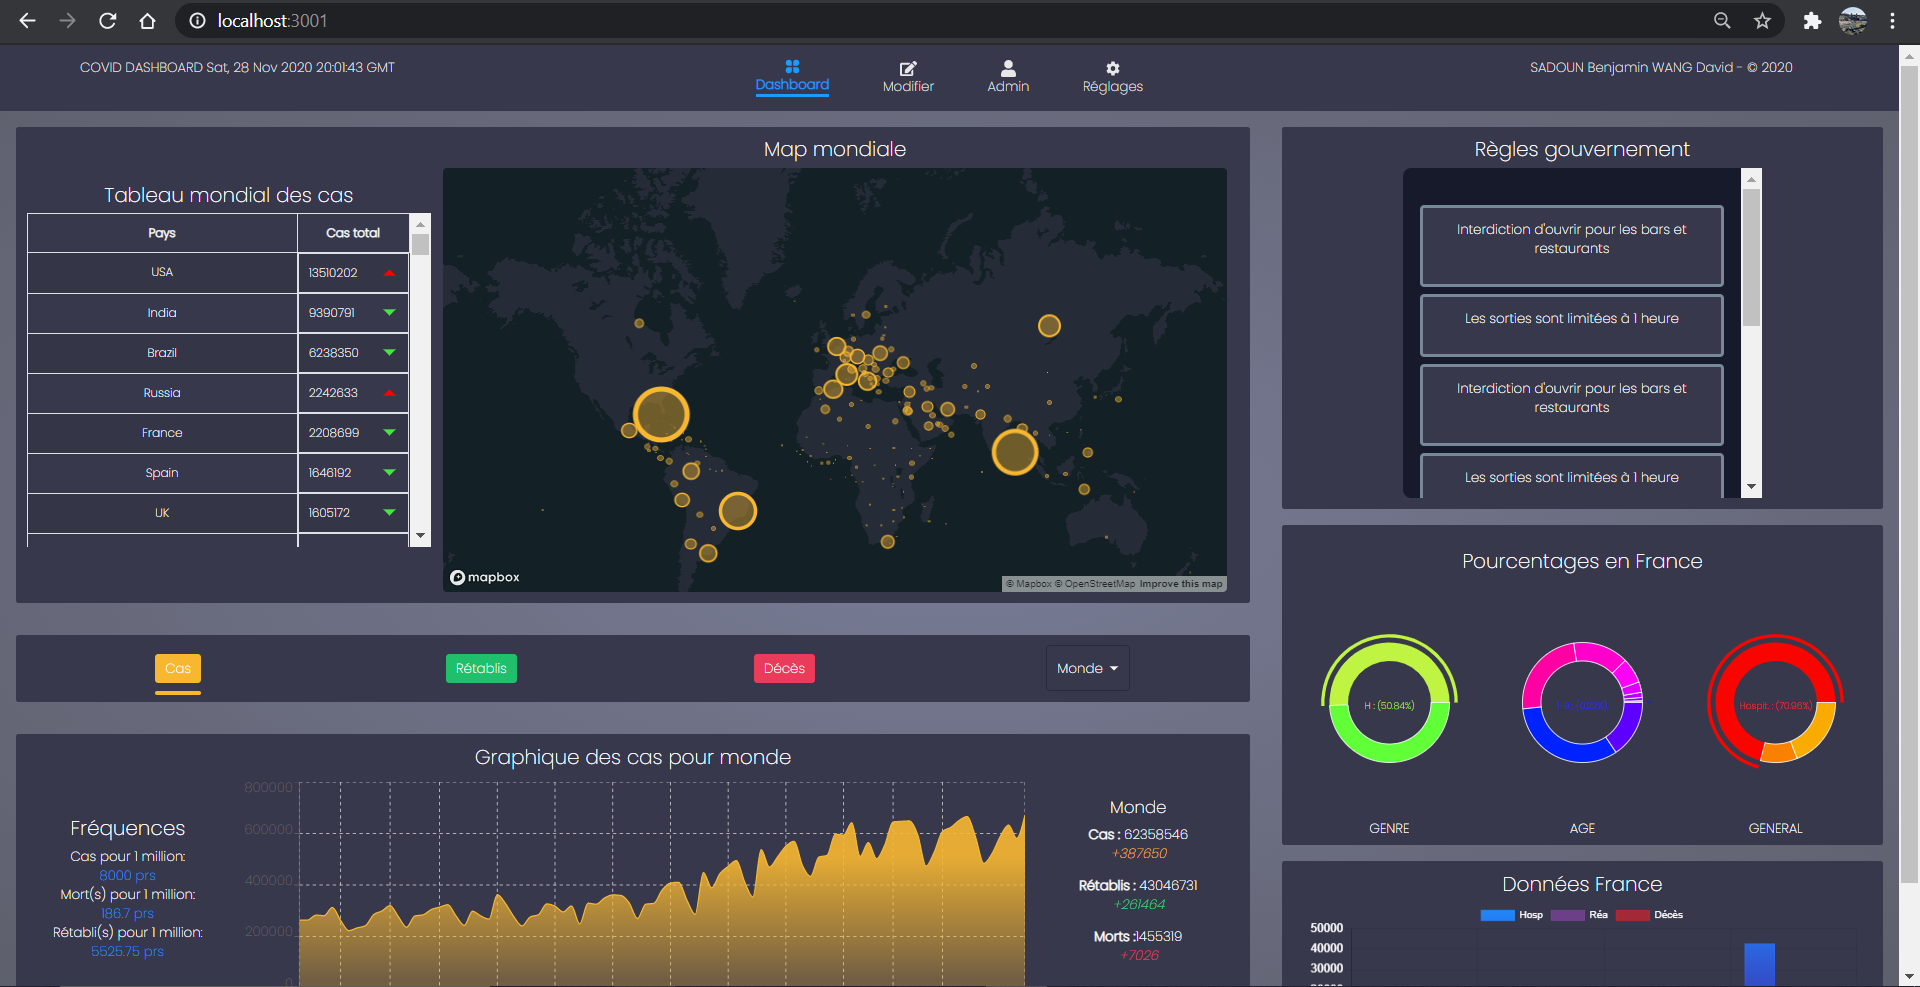 localhost:3001
COVID DASHBOARD Sat, 28 Nov 2020 20:01:43 GMT
Dashboard
Modifier
Admin
Réglages
SADOUN Benjamin WANG David - © 2020
Tableau mondial des cas
Pays Cas total
USA 13510202
India 9390791
Brazil 6238350
Russia 2242633
France 2208699
Spain 1646192
UK 1605172
Map mondiale
mapbox
© Mapbox © OpenStreetMap Improve this map
Règles gouvernement
Interdiction d'ouvrir pour les bars et
restaurants
Les sorties sont limitées à 1 heure
Interdiction d'ouvrir pour les bars et
restaurants
Les sorties sont limitées à 1 heure
Cas
Rétablis
Décès
Monde
Pourcentages en France
H : (50.84%)
Hospit. : (70.96%)
GENRE
AGE
GENERAL
Graphique des cas pour monde
Fréquences
Cas pour 1 million:
8000 prs
Mort(s) pour 1 million:
186.7 prs
Rétabli(s) pour 1 million:
5525.75 prs
800000
600000
400000
200000
0
Monde
Cas : 62358546
+387650
Rétablis : 43046731
+261464
Morts :1455319
+7026
Données France
Hosp Réa Décès
50000
40000
30000